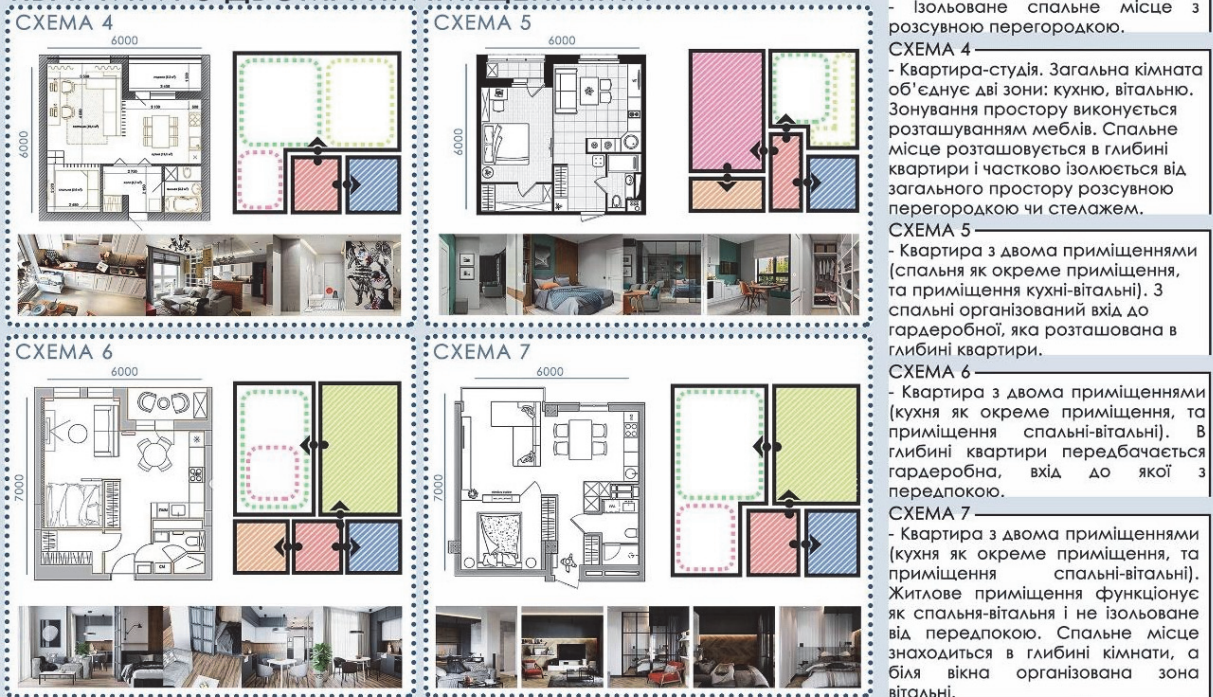 СХЕМА 4
6000
6000
СХЕМА 5
6000
6000
СХЕМА 6
6000
7000
СХЕМА 7
6000
7000
- Ізольоване спальне місце з
розсувною перегородкою.
СХЕМА 4
- Квартира-студія. Загальна кімната
об’єднує дві зони: кухню, вітальню.
Зонування простору виконується
розташуванням меблів. Спальне
місце розташовується в глибині
квартири і частково ізолюється від
загального простору розсувною
перегородкою чи стелажем.
СХЕМА 5
- Квартира з двома приміщеннями
(спальня як окреме приміщення,
та приміщення кухні-вітальні). З
спальні організований вхід до
гардеробної, яка розташована в
глибині квартири.
СХЕМА 6
- Квартира з двома приміщеннями
(кухня як окреме приміщення, та
приміщення спальні-вітальні). В
глибині квартири передбачається
гардеробна, вхід до якої з
передпокою.
СХЕМА 7
- Квартира з двома приміщеннями
(кухня як окреме приміщення, та
приміщення спальні-вітальні).
Житлове приміщення функціонує
як спальня-вітальня і не ізольоване
від передпокою. Спальне місце
знаходиться в глибині кімнати, а
біля вікна організована зона
вітальні.